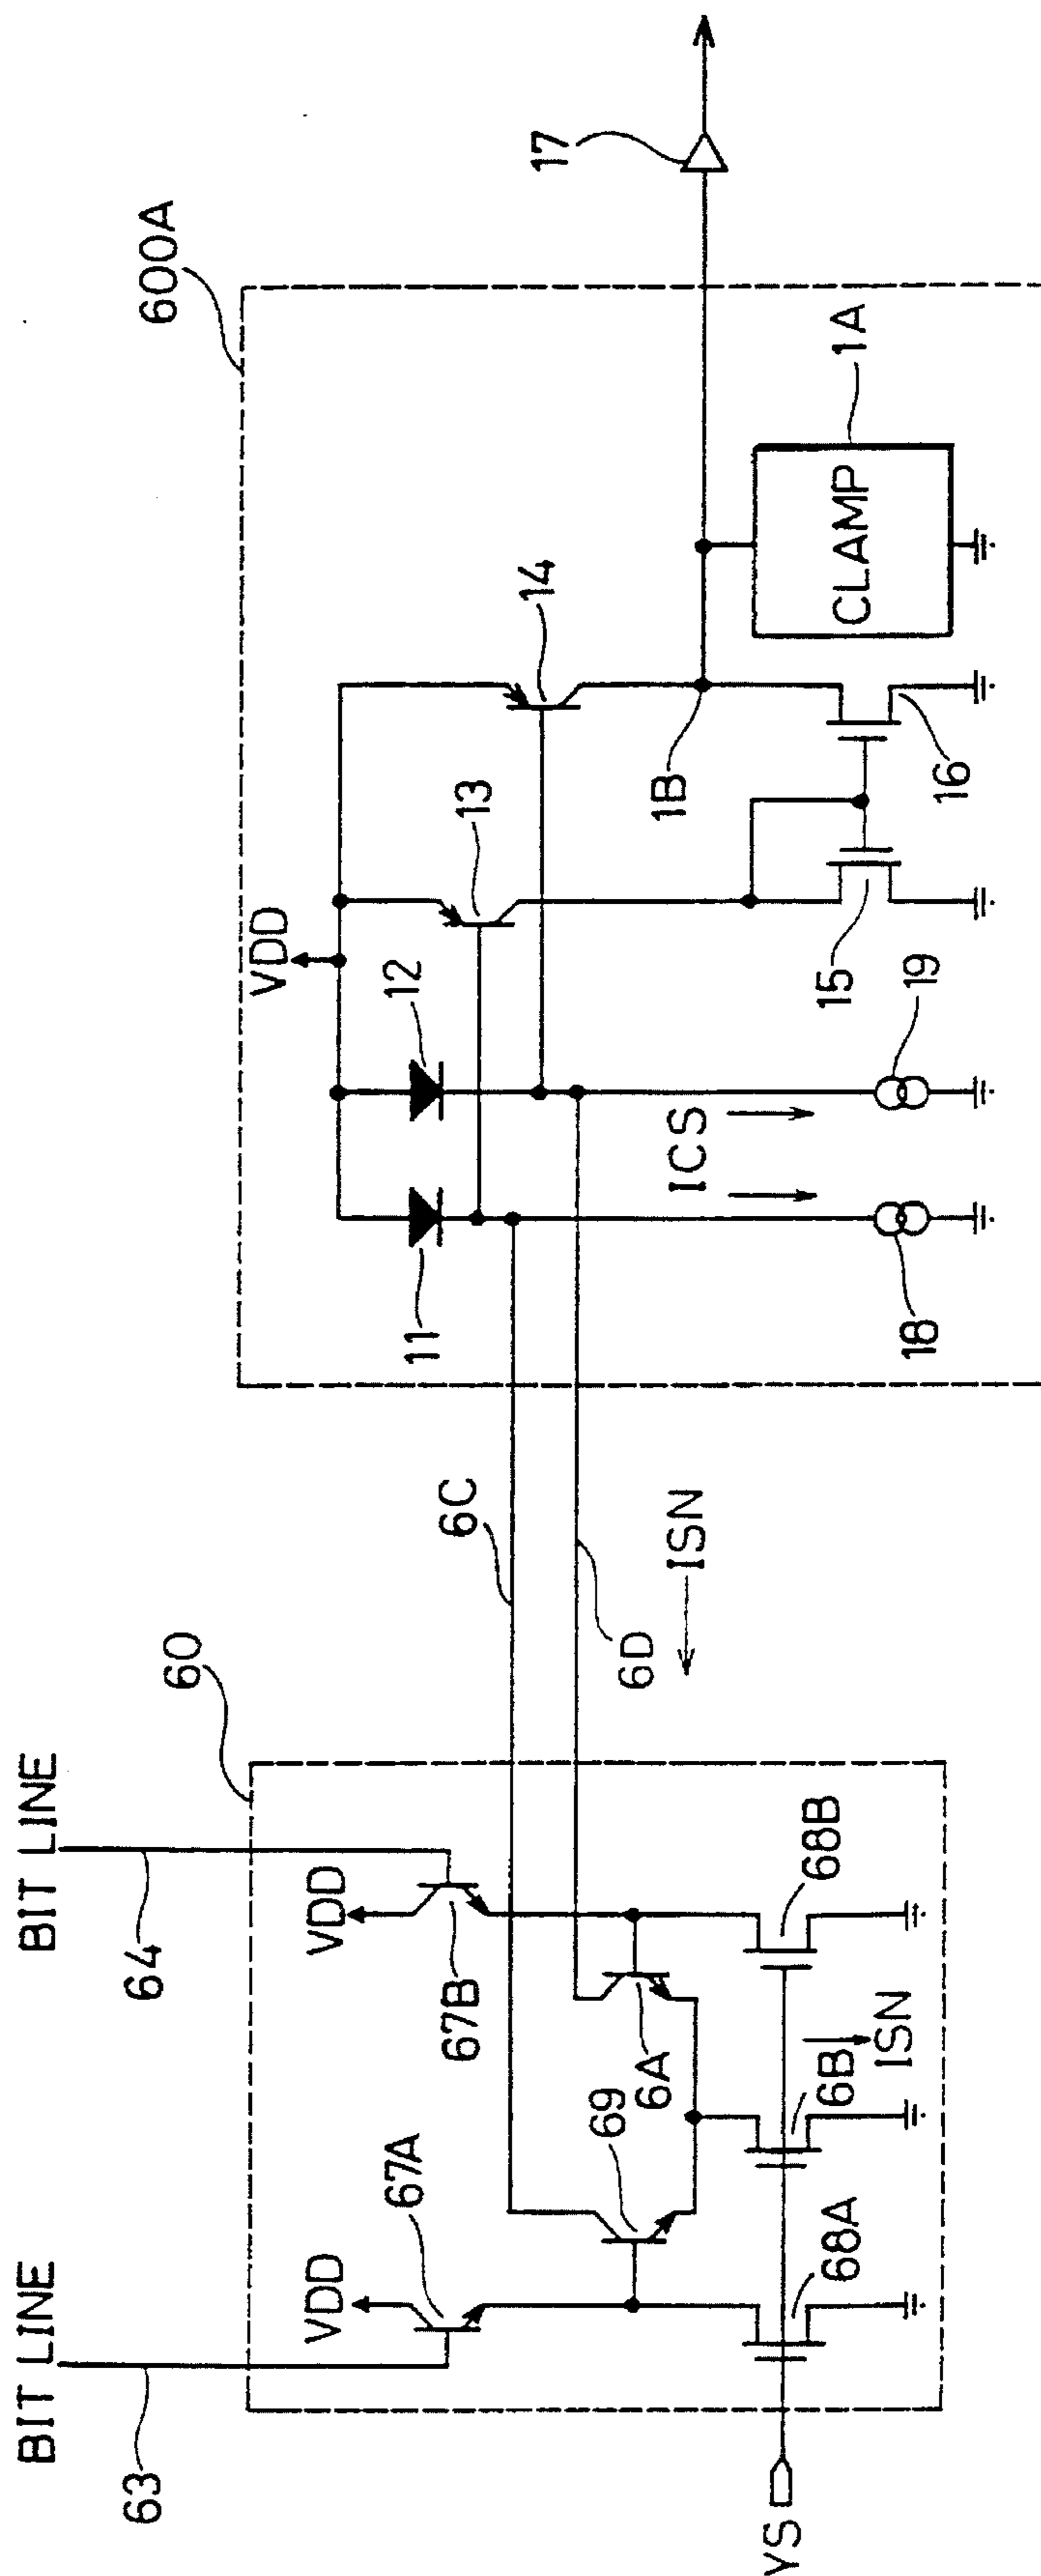 BIT LINE
BIT LINE
63
64
60
67A
VDD
VDD
67B
69
6A
68A
6B
68B
ISN
YS
6C
6D
ISN
600A
VDD
11
12
13
14
ICS
18
19
15
16
1B
CLAMP
1A
17